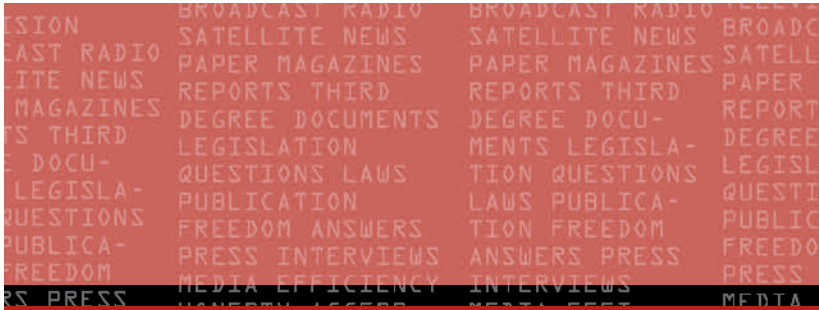 ISION
CAST RADIO
LITE NEWS
MAGAZINES
TS THIRD
E DOCU-
LEGISLA-
QUESTIONS
PUBLICA-
FREEDOM
RS PRESS
BROADCAST RADIO
SATELLITE NEWS
PAPER MAGAZINES
REPORTS THIRD
DEGREE DOCUMENTS
LEGISLATION
QUESTIONS LAWS
PUBLICATION
FREEDOM ANSWERS
PRESS INTERVIEWS
MEDIA EFFICIENCY
BROADCAST RADIO
SATELLITE NEWS
PAPER MAGAZINES
REPORTS THIRD
DEGREE DOCU-
MENTS LEGISLA-
TION QUESTIONS
LAWS PUBLICA-
TION FREEDOM
ANSWERS PRESS
INTERVIEWS
MEDIA EFFI-
BROADC
SATELL
PAPER
REPORT
DEGREE
LEGISL
QUESTI
PUBLIC
FREEDO
PRESS
MEDIA